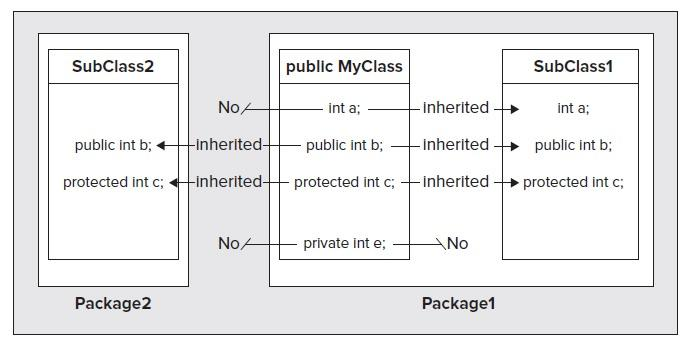 SubClass2 public MyClass SubClass1
No int a; inherited int a;
public int b; inherited public int b; inherited public int b;
protected int c; inherited protected int c; inherited protected int c;
No private int e; No
Package2 Package1